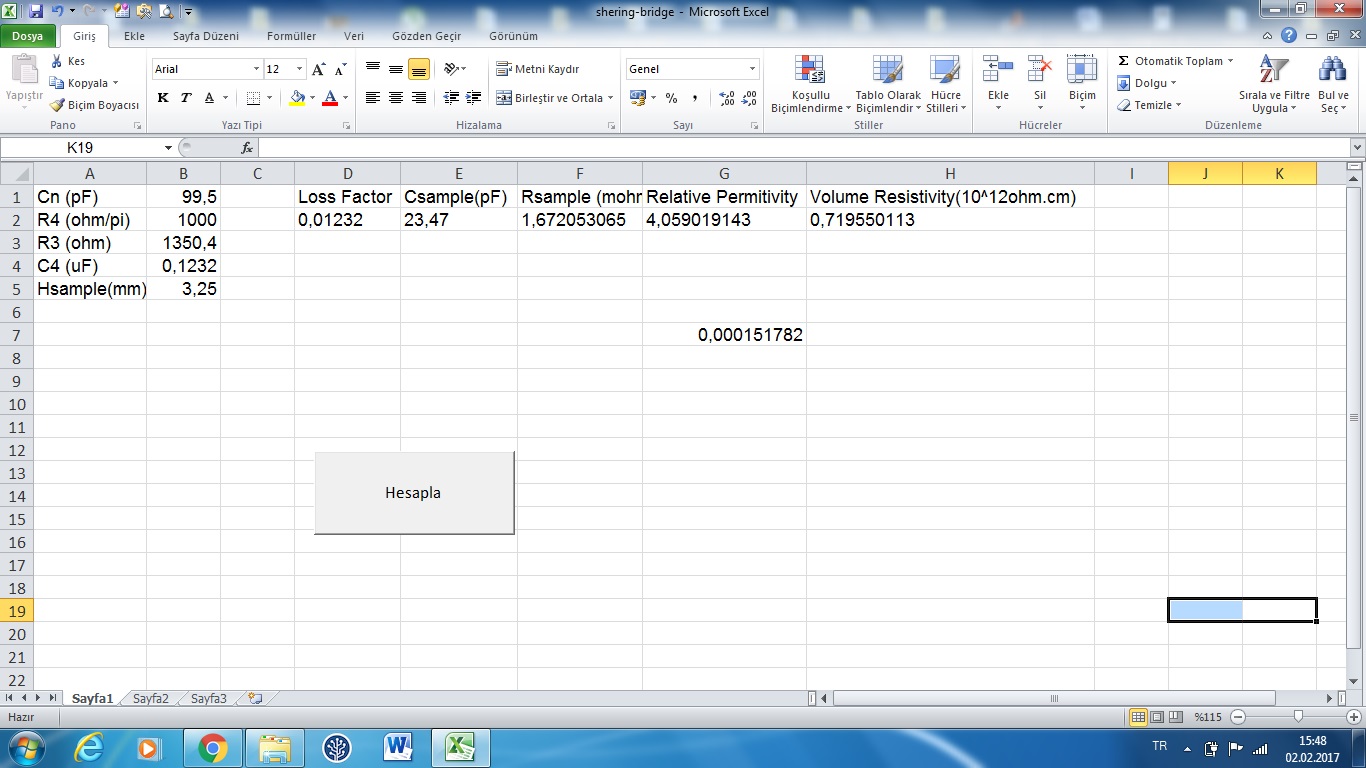 shering-bridge - Microsoft Excel
Dosya Giriş Ekle Sayfa Düzeni Formüller Veri Gözden Geçir Görünüm
Yapıştır
Kes
Kopyala
Biçim Boyacısı
Pano
Arial 12
K T A
Yazı Tipi
Metni Kaydır
Birleştir ve Ortala
Hizalama
Genel
% ,
Sayı
Koşullu Biçimlendirme
Tablo Olarak Biçimlendir
Hücre Stilleri
Stiller
Ekle Sil Biçim
Hücreler
Σ Otomatik Toplam
Dolgu
Temizle
Sırala ve Filtre Uygula
Bul ve Seç
Düzenleme
K19 fx
A B C D E F G H I J K
1 Cn (pF) 99,5 Loss Factor Csample(pF) Rsample (mohr Relative Permitivity Volume Resistivity(10^12ohm.cm)
2 R4 (ohm/pi) 1000 0,01232 23,47 1,672053065 4,059019143 0,719550113
3 R3 (ohm) 1350,4
4 C4 (uF) 0,1232
5 Hsample(mm) 3,25
6
7 0,000151782
8
9
10
11
12
13
14
Hesapla
15
16
17
18
19
20
21
22
Sayfa1 Sayfa2 Sayfa3
Hazır %115
TR 15:48
02.02.2017